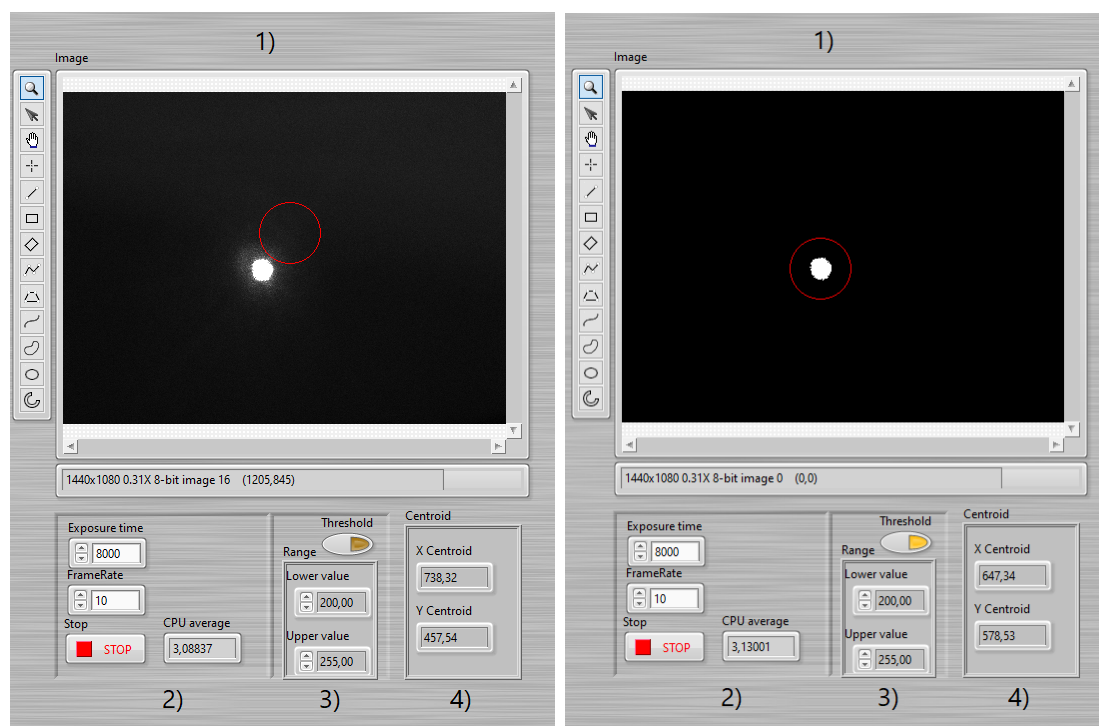 1)
Image
1440x1080 0.31X 8-bit image 16 (1205,845)
Exposure time
8000
FrameRate
10
Stop
STOP
CPU average
3,08837
Threshold
Range
Lower value
200,00
Upper value
255,00
Centroid
X Centroid
738,32
Y Centroid
457,54
2)
3)
4)
1)
Image
1440x1080 0.31X 8-bit image 0 (0,0)
Exposure time
8000
FrameRate
10
Stop
STOP
CPU average
3,13001
Threshold
Range
Lower value
200,00
Upper value
255,00
Centroid
X Centroid
647,34
Y Centroid
578,53
2)
3)
4)